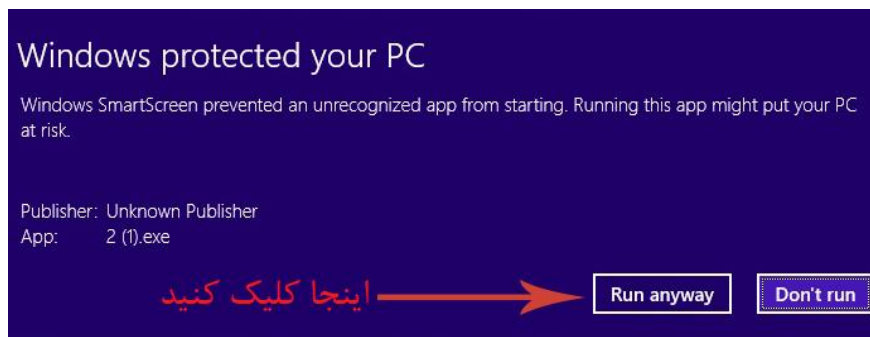 Windows protected your PC
Windows SmartScreen prevented an unrecognized app from starting. Running this app might put your PC
at risk.
Publisher: Unknown Publisher
App: 2 (1).exe
اینجا کلیک کنید
Run anyway
Don't run